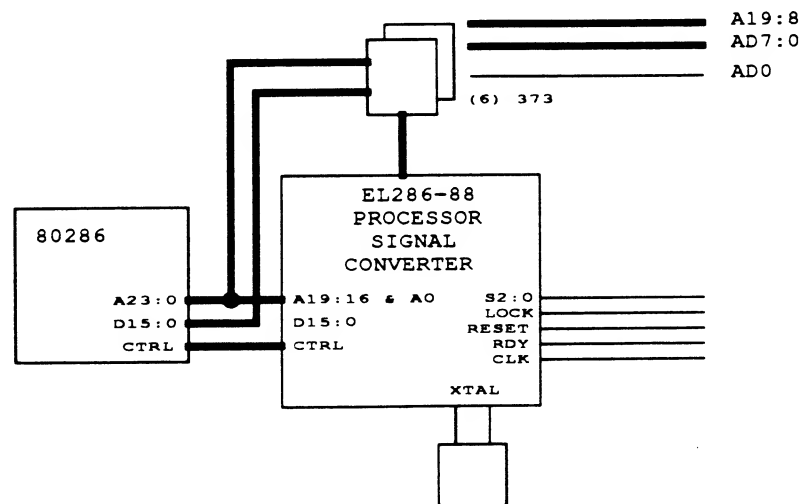 A19:8
AD7:0
AD0
(6) 373
EL286-88
PROCESSOR
SIGNAL
CONVERTER
80286
A23:0
D15:0
CTRL
A19:16 & A0
D15:0
CTRL
S2:0
LOCK
RESET
RDY
CLK
XTAL